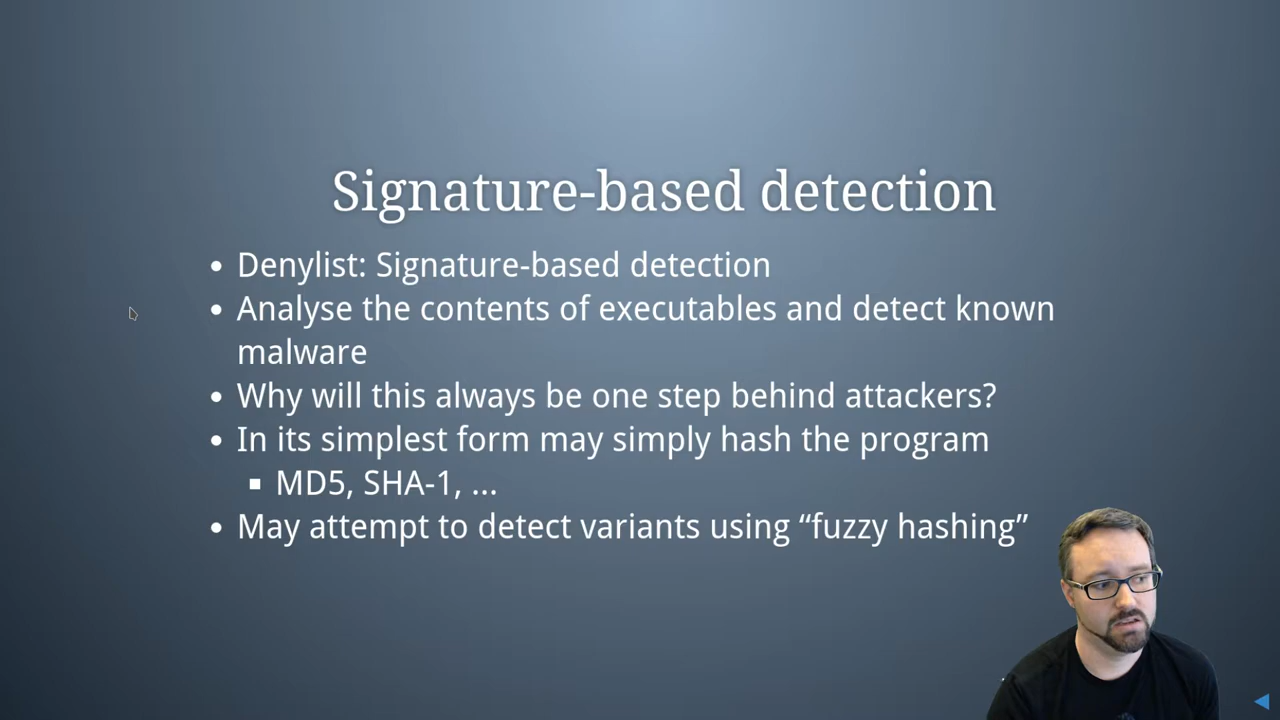 Signature-based detection
• Denylist: Signature-based detection
• Analyse the contents of executables and detect known
malware
• Why will this always be one step behind attackers?
• In its simplest form may simply hash the program
▪ MD5, SHA-1, ...
• May attempt to detect variants using “fuzzy hashing”